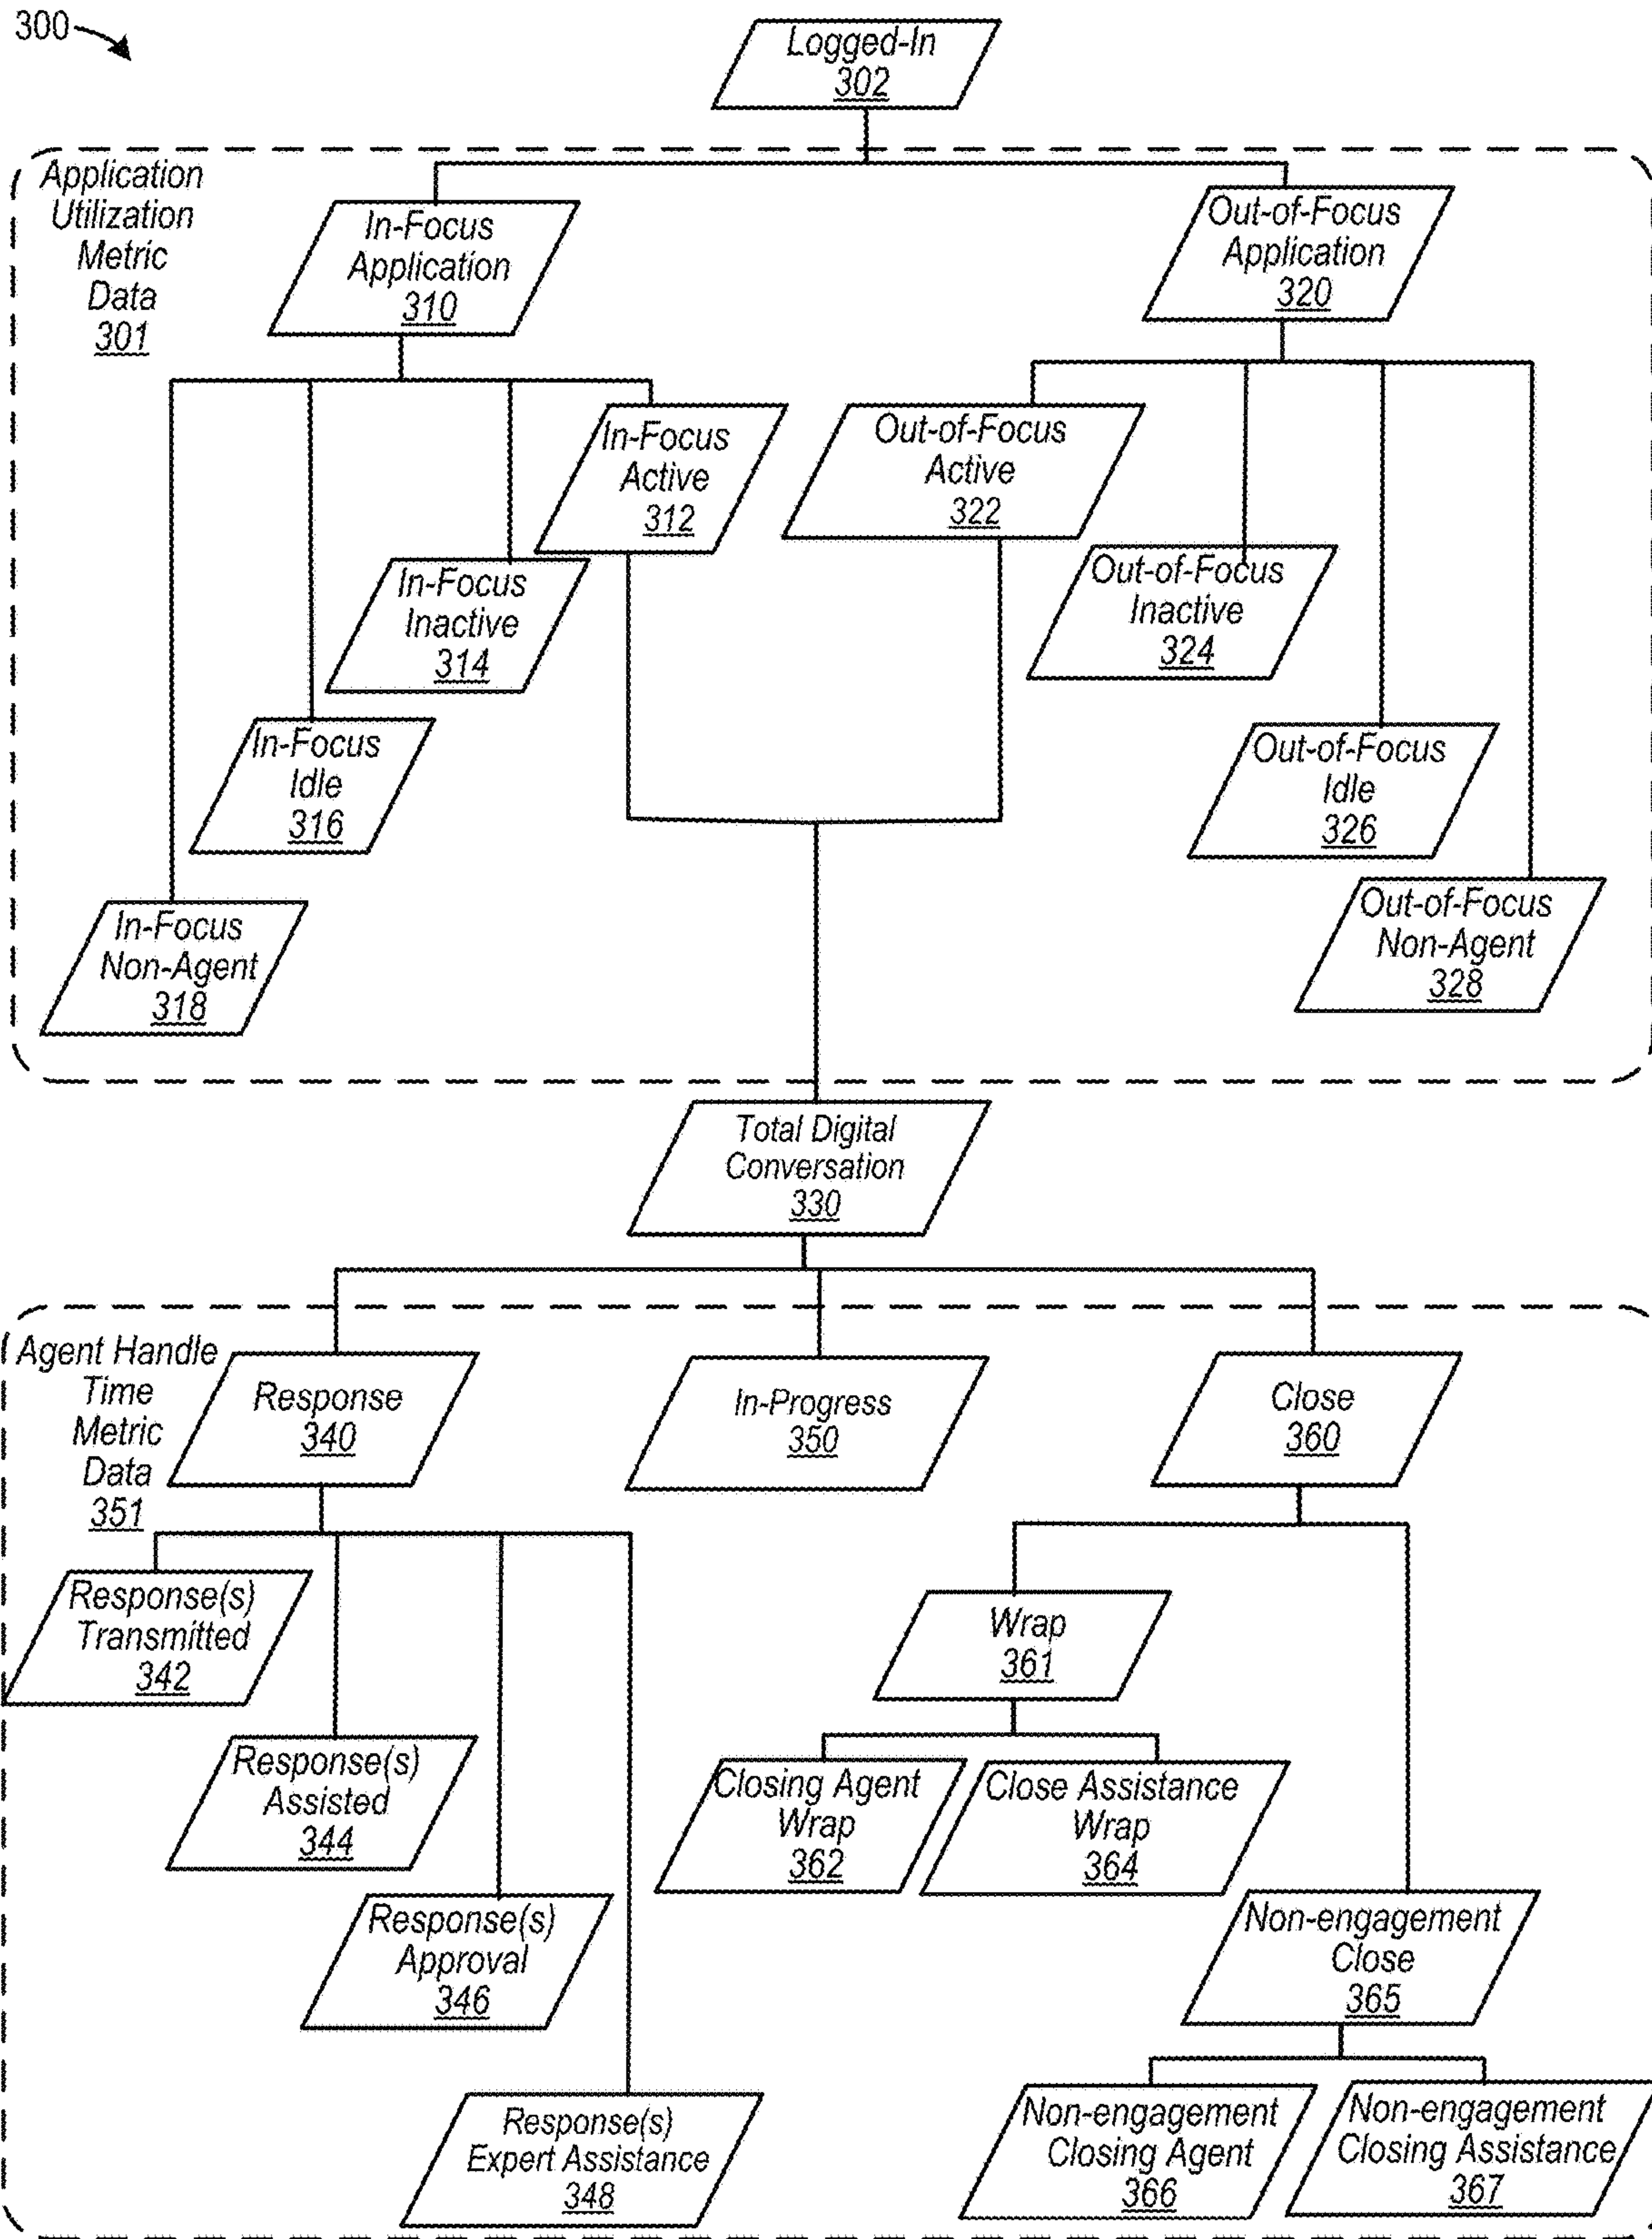 300
Logged-In
302
Application
Utilization
Metric
Data
301
In-Focus
Application
310
Out-of-Focus
Application
320
In-Focus
Active
312
Out-of-Focus
Active
322
In-Focus
Inactive
314
Out-of-Focus
Inactive
324
In-Focus
Idle
316
Out-of-Focus
Idle
326
In-Focus
Non-Agent
318
Out-of-Focus
Non-Agent
328
Total Digital
Conversation
330
Agent Handle
Time
Metric
Data
351
Response
340
In-Progress
350
Close
360
Response(s)
Transmitted
342
Wrap
361
Response(s)
Assisted
344
Closing Agent
Wrap
362
Close Assistance
Wrap
364
Response(s)
Approval
346
Non-engagement
Close
365
Response(s)
Expert Assistance
348
Non-engagement
Closing Agent
366
Non-engagement
Closing Assistance
367